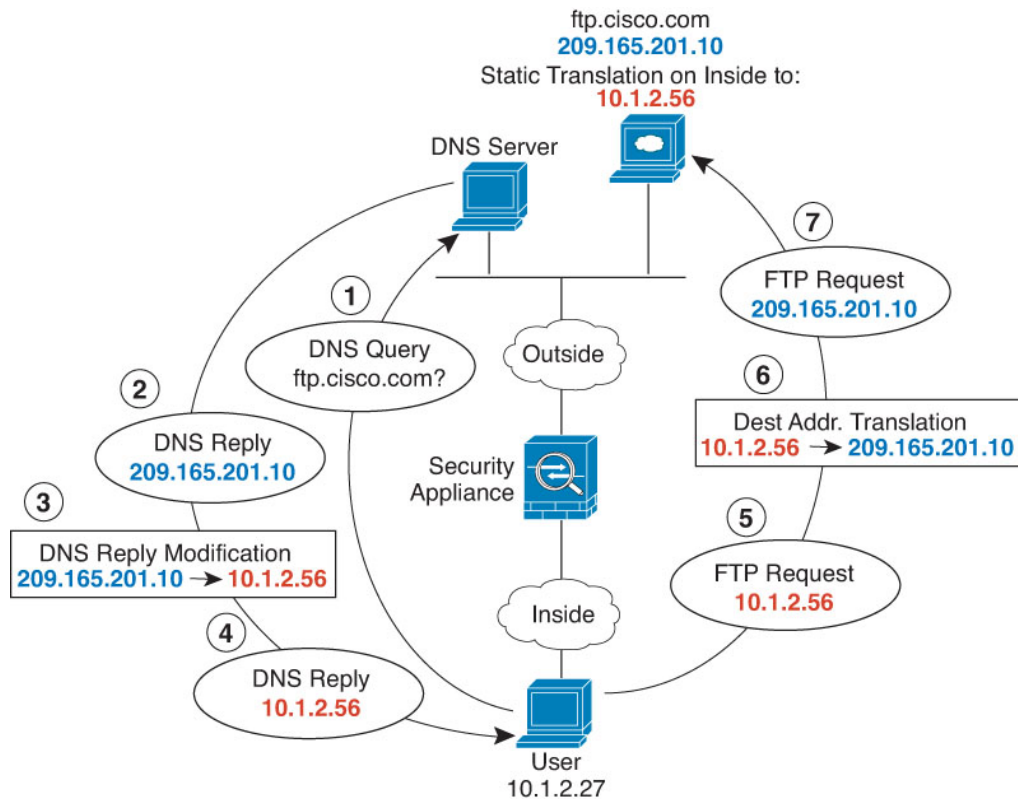 ftp.cisco.com
209.165.201.10
Static Translation on Inside to:
10.1.2.56
DNS Server
7
FTP Request
209.165.201.10
1
DNS Query
ftp.cisco.com?
Outside
2
DNS Reply
209.165.201.10
6
Dest Addr. Translation
10.1.2.56 → 209.165.201.10
Security
Appliance
3
DNS Reply Modification
209.165.201.10 → 10.1.2.56
5
FTP Request
10.1.2.56
Inside
4
DNS Reply
10.1.2.56
User
10.1.2.27